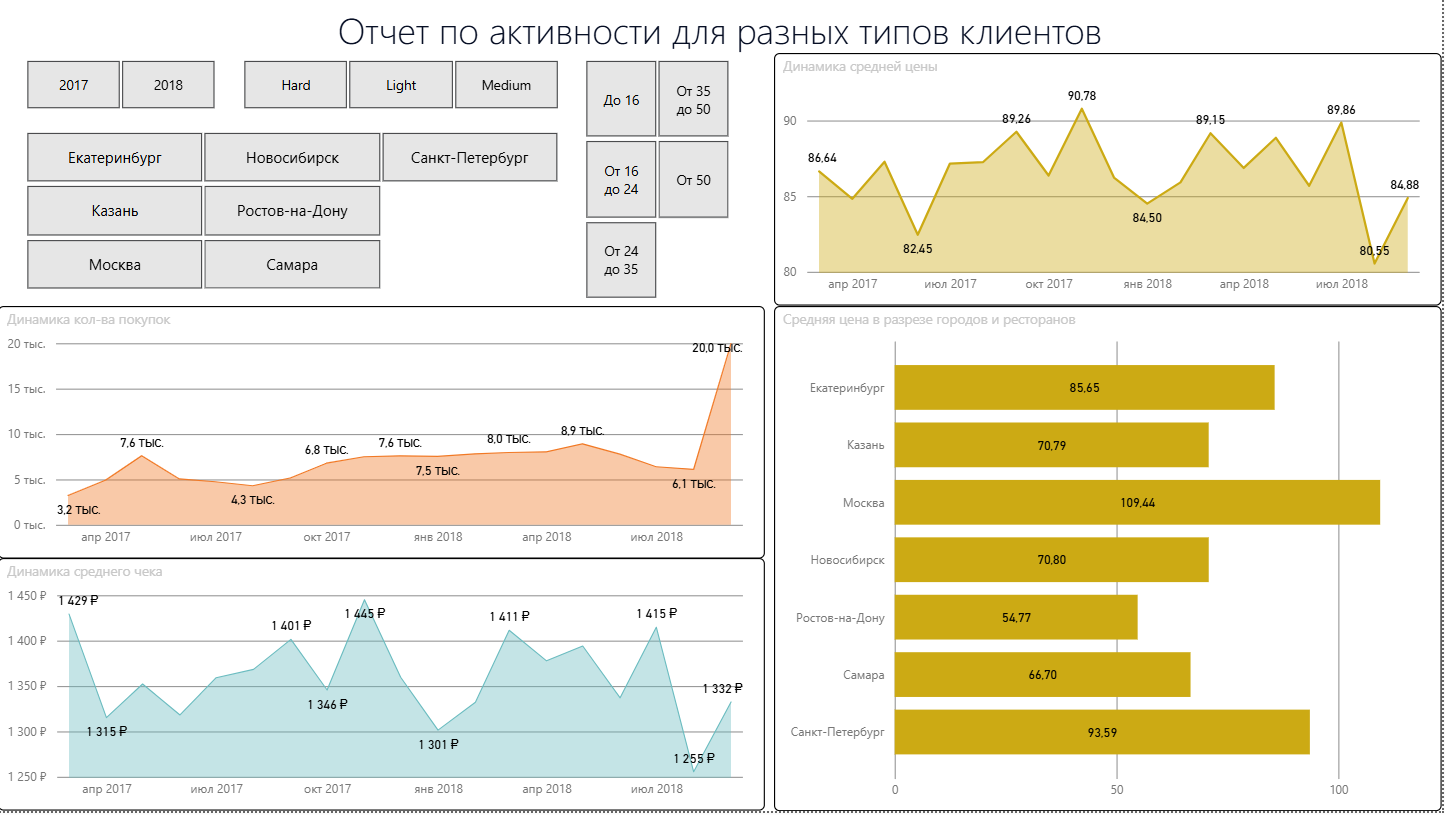 Отчет по активности для разных типов клиентов
2017
2018
Hard
Light
Medium
Екатеринбург
Новосибирск
Санкт-Петербург
Казань
Ростов-на-Дону
Москва
Самара
До 16
От 35
до 50
От 16
до 24
От 50
От 24
до 35
Динамика средней цены
90
85
80
86,64
82,45
89,26
90,78
84,50
89,15
89,86
80,55
84,88
апр 2017
июл 2017
окт 2017
янв 2018
апр 2018
июл 2018
Динамика кол-ва покупок
20 тыс.
15 тыс.
10 тыс.
5 тыс.
0 тыс.
3,2 ТЫС.
7,6 ТЫС.
4,3 ТЫС.
6,8 ТЫС.
7,6 ТЫС.
7,5 ТЫС.
8,0 ТЫС.
8,9 ТЫС.
6,1 ТЫС.
20,0 ТЫС.
апр 2017
июл 2017
окт 2017
янв 2018
апр 2018
июл 2018
Динамика среднего чека
1 450 ₽
1 400 ₽
1 350 ₽
1 300 ₽
1 250 ₽
1 429 ₽
1 315 ₽
1 401 ₽
1 346 ₽
1 445 ₽
1 301 ₽
1 411 ₽
1 415 ₽
1 255 ₽
1 332 ₽
апр 2017
июл 2017
окт 2017
янв 2018
апр 2018
июл 2018
Средняя цена в разрезе городов и ресторанов
Екатеринбург 85,65
Казань 70,79
Москва 109,44
Новосибирск 70,80
Ростов-на-Дону 54,77
Самара 66,70
Санкт-Петербург 93,59
0
50
100